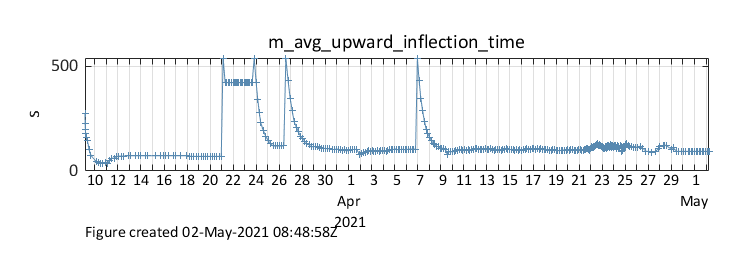 m_avg_upward_inflection_time
500
s
0
10 12 14 16 18 20 22 24 26 28 30 1 3 5 7 9 11 13 15 17 19 21 23 25 27 29 1
Apr May
2021
Figure created 02-May-2021 08:48:58Z